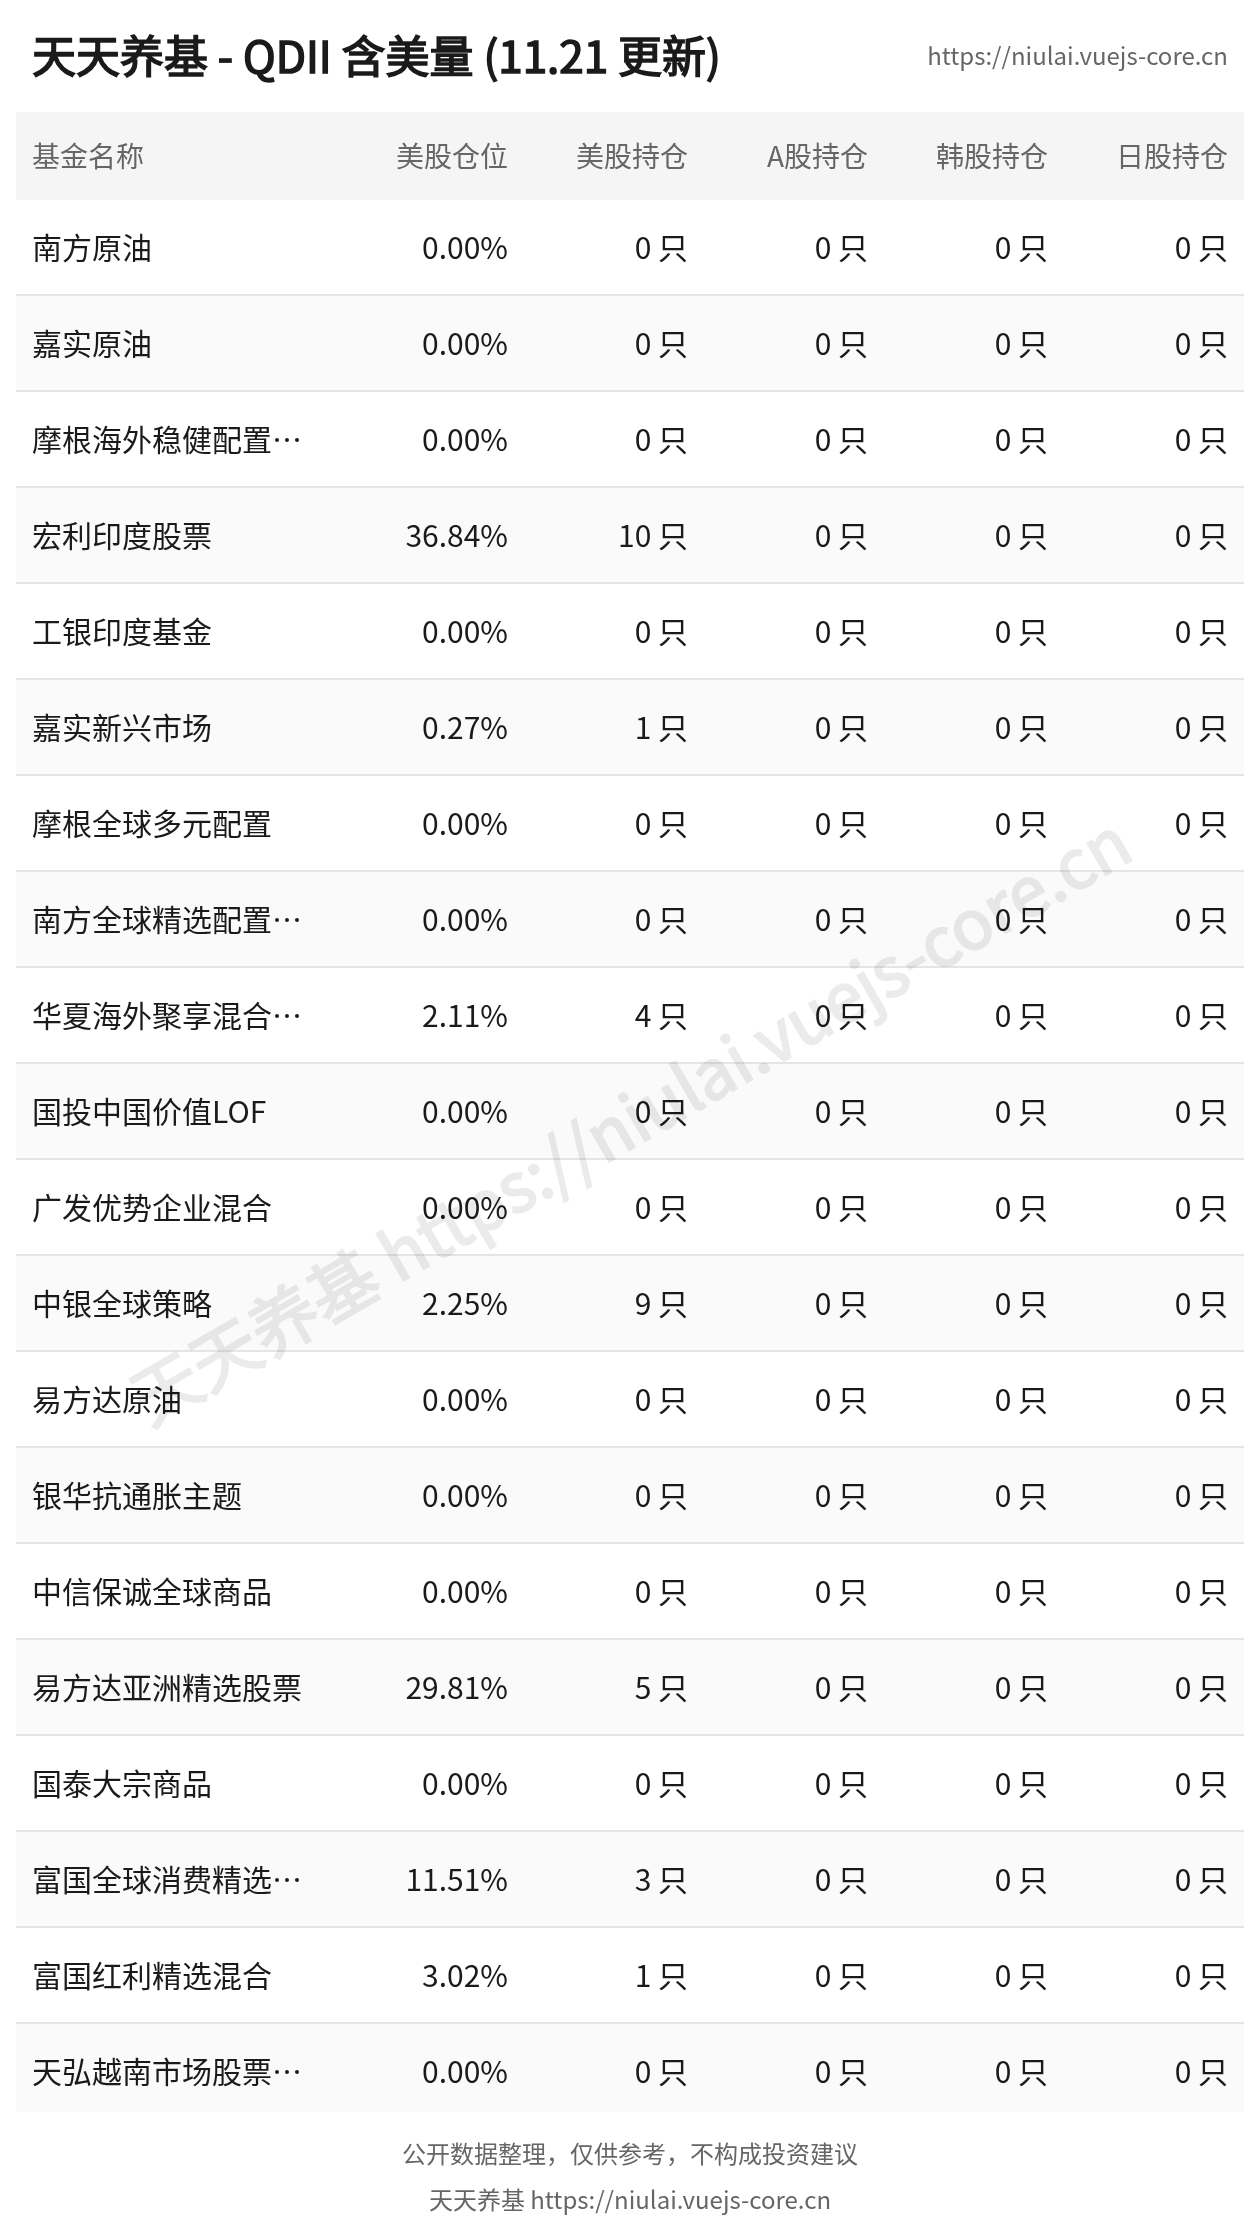 天天养基 - QDII 含美量 (11.21 更新) https://niulai.vuejs-core.cn
基金名称 美股仓位 美股持仓 A股持仓 韩股持仓 日股持仓
南方原油 0.00% 0 只 0 只 0 只 0 只
嘉实原油 0.00% 0 只 0 只 0 只 0 只
摩根海外稳健配置… 0.00% 0 只 0 只 0 只 0 只
宏利印度股票 36.84% 10 只 0 只 0 只 0 只
工银印度基金 0.00% 0 只 0 只 0 只 0 只
嘉实新兴市场 0.27% 1 只 0 只 0 只 0 只
摩根全球多元配置 0.00% 0 只 0 只 0 只 0 只
南方全球精选配置… 0.00% 0 只 0 只 0 只 0 只
华夏海外聚享混合… 2.11% 4 只 0 只 0 只 0 只
国投中国价值LOF 0.00% 0 只 0 只 0 只 0 只
广发优势企业混合 0.00% 0 只 0 只 0 只 0 只
中银全球策略 2.25% 9 只 0 只 0 只 0 只
易方达原油 0.00% 0 只 0 只 0 只 0 只
银华抗通胀主题 0.00% 0 只 0 只 0 只 0 只
中信保诚全球商品 0.00% 0 只 0 只 0 只 0 只
易方达亚洲精选股票 29.81% 5 只 0 只 0 只 0 只
国泰大宗商品 0.00% 0 只 0 只 0 只 0 只
富国全球消费精选… 11.51% 3 只 0 只 0 只 0 只
富国红利精选混合 3.02% 1 只 0 只 0 只 0 只
天弘越南市场股票… 0.00% 0 只 0 只 0 只 0 只
天天养基 https://niulai.vuejs-core.cn
公开数据整理，仅供参考，不构成投资建议
天天养基 https://niulai.vuejs-core.cn